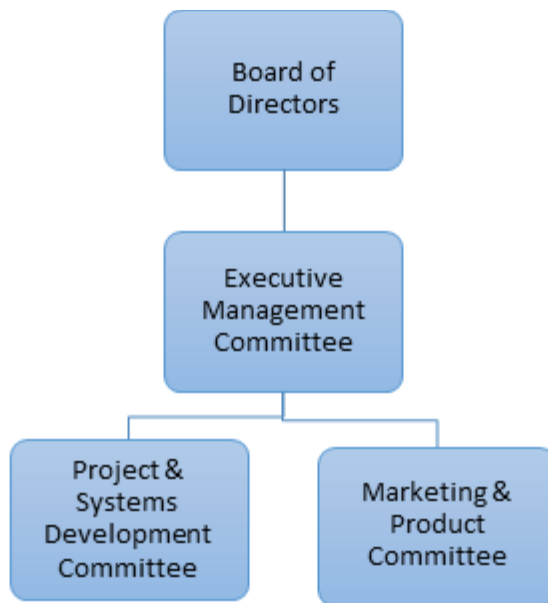 Board of
Directors
Executive
Management
Committee
Project &
Systems
Development
Committee
Marketing &
Product
Committee